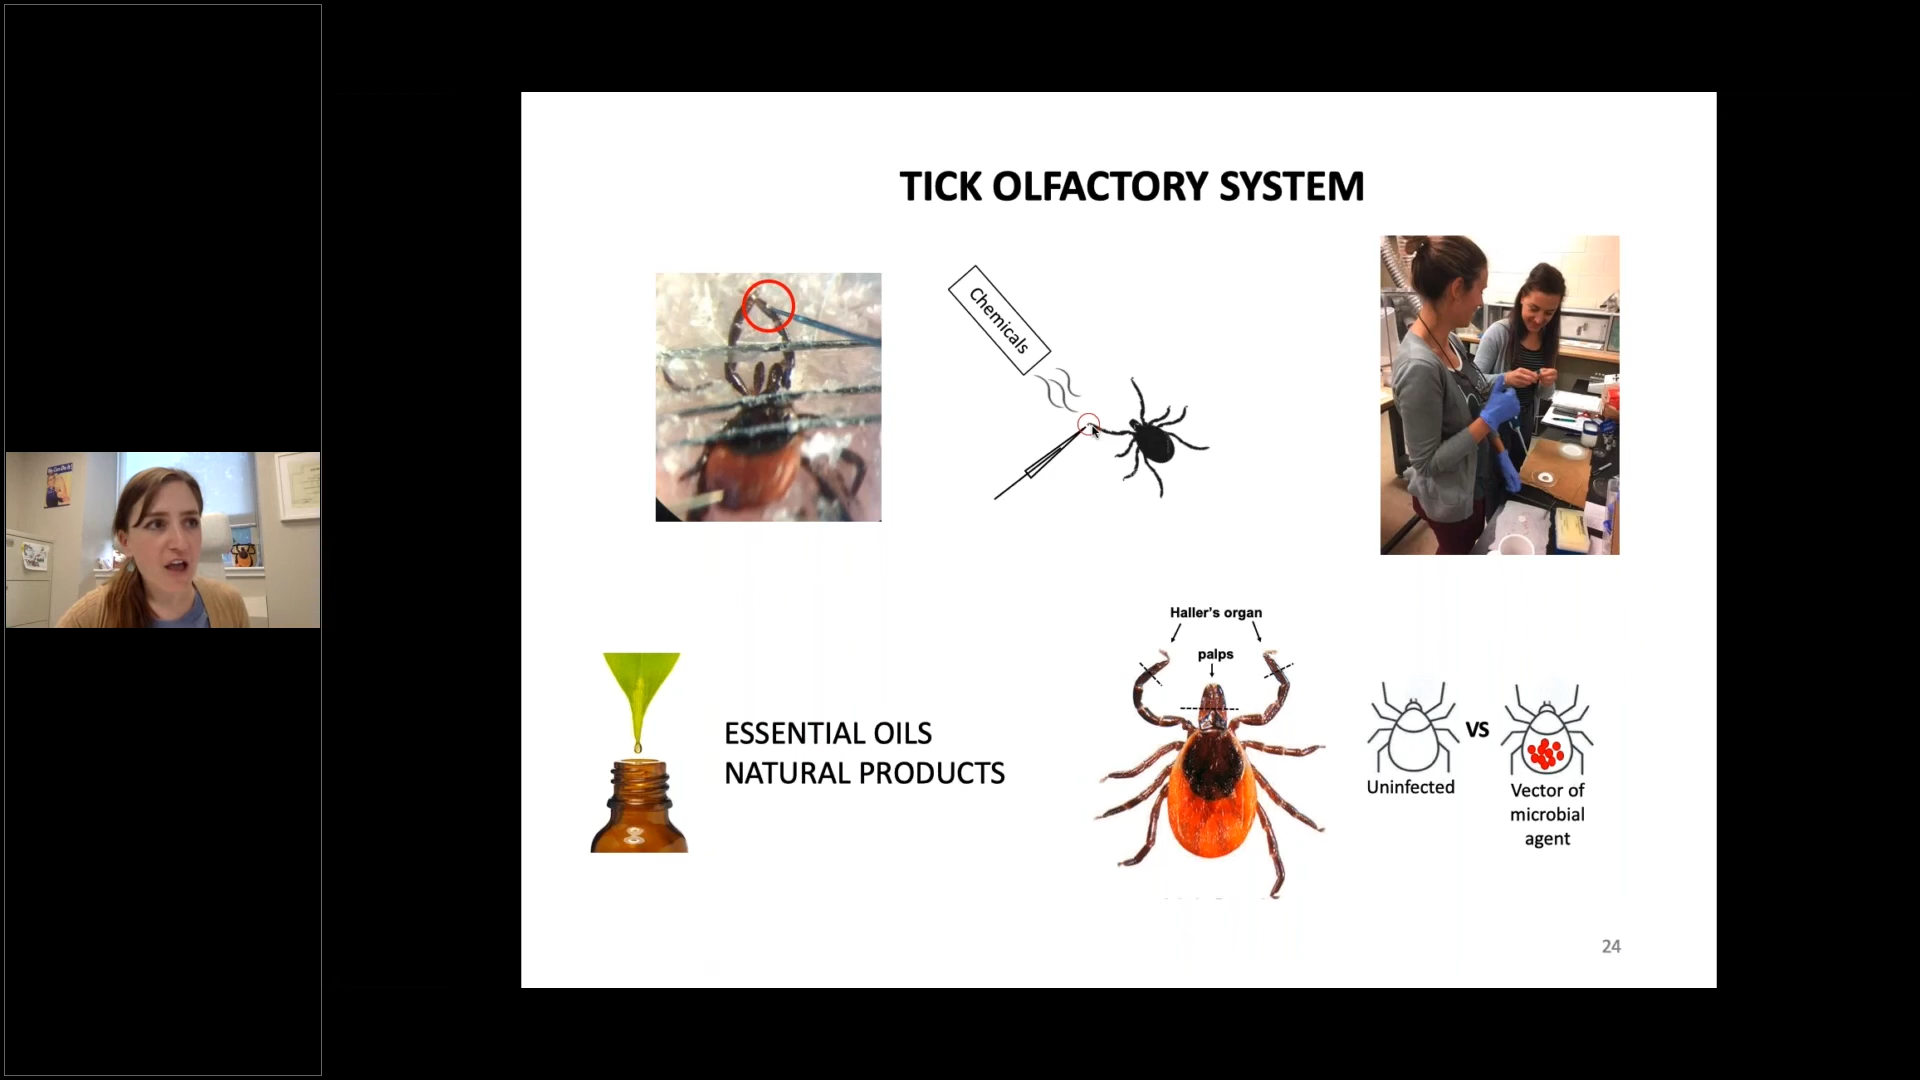 TICK OLFACTORY SYSTEM
Chemicals
Haller's organ
palps
ESSENTIAL OILS
NATURAL PRODUCTS
VS
Uninfected
Vector of
microbial
agent
24